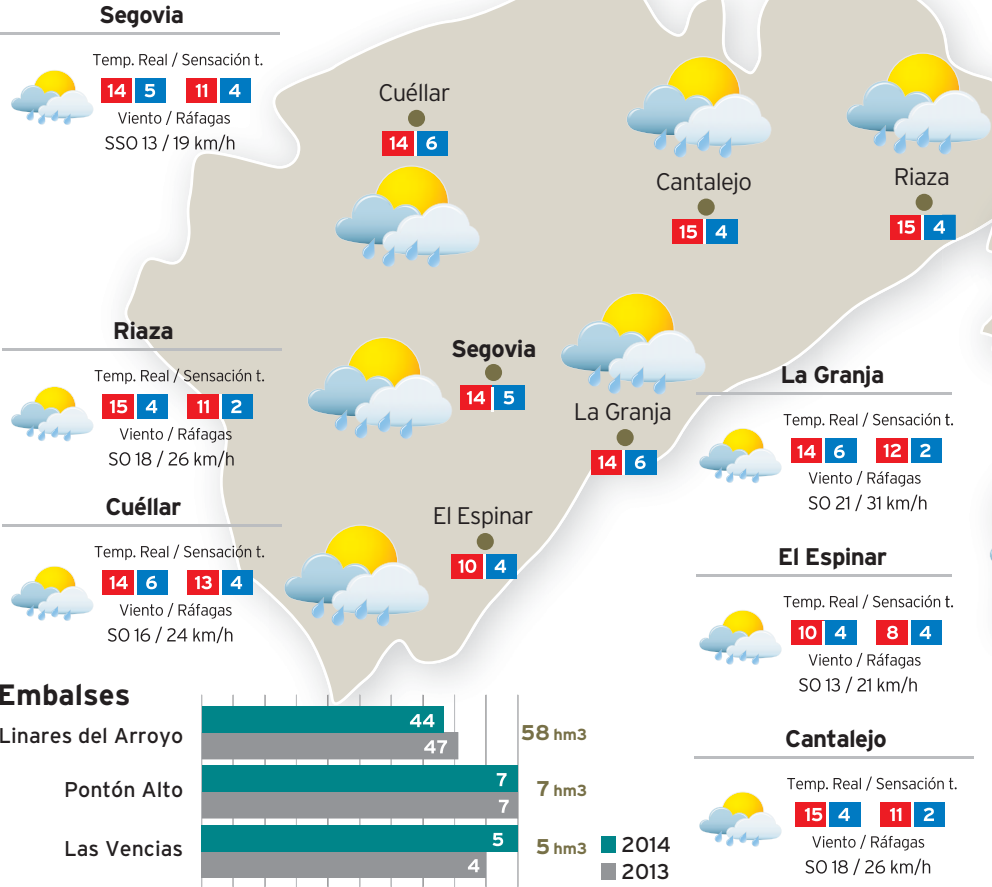 Segovia
Temp. Real / Sensación t.
14 5 11 4
Viento / Ráfagas
SSO 13 / 19 km/h
Cuéllar
14 6
Cantalejo
15 4
Riaza
15 4
Riaza
Temp. Real / Sensación t.
15 4 11 2
Viento / Ráfagas
SO 18 / 26 km/h
Segovia
14 5
La Granja
14 6
La Granja
Temp. Real / Sensación t.
14 6 12 2
Viento / Ráfagas
SO 21 / 31 km/h
Cuéllar
Temp. Real / Sensación t.
14 6 13 4
Viento / Ráfagas
SO 16 / 24 km/h
El Espinar
10 4
El Espinar
Temp. Real / Sensación t.
10 4 8 4
Viento / Ráfagas
SO 13 / 21 km/h
Embalses
Linares del Arroyo
44
47
58 hm3
Pontón Alto
7
7
7 hm3
Las Vencias
5
4
5 hm3
2014
2013
Cantalejo
Temp. Real / Sensación t.
15 4 11 2
Viento / Ráfagas
SO 18 / 26 km/h